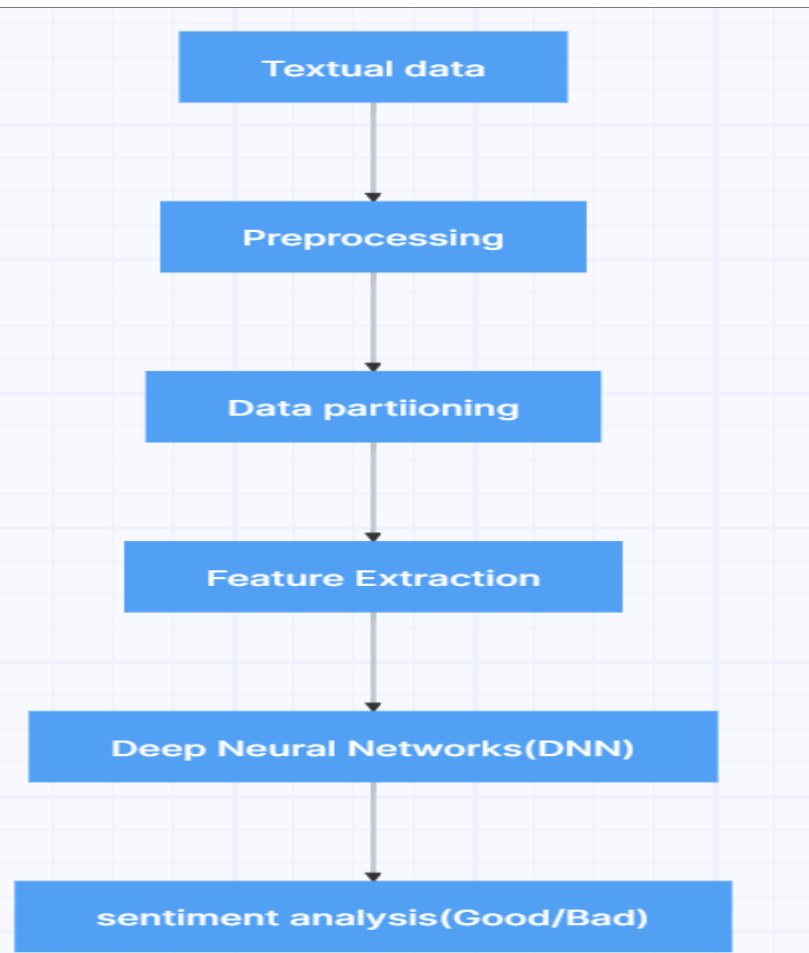 Textual data
Preprocessing
Data partiioning
Feature Extraction
Deep Neural Networks(DNN)
sentiment analysis(Good/Bad)